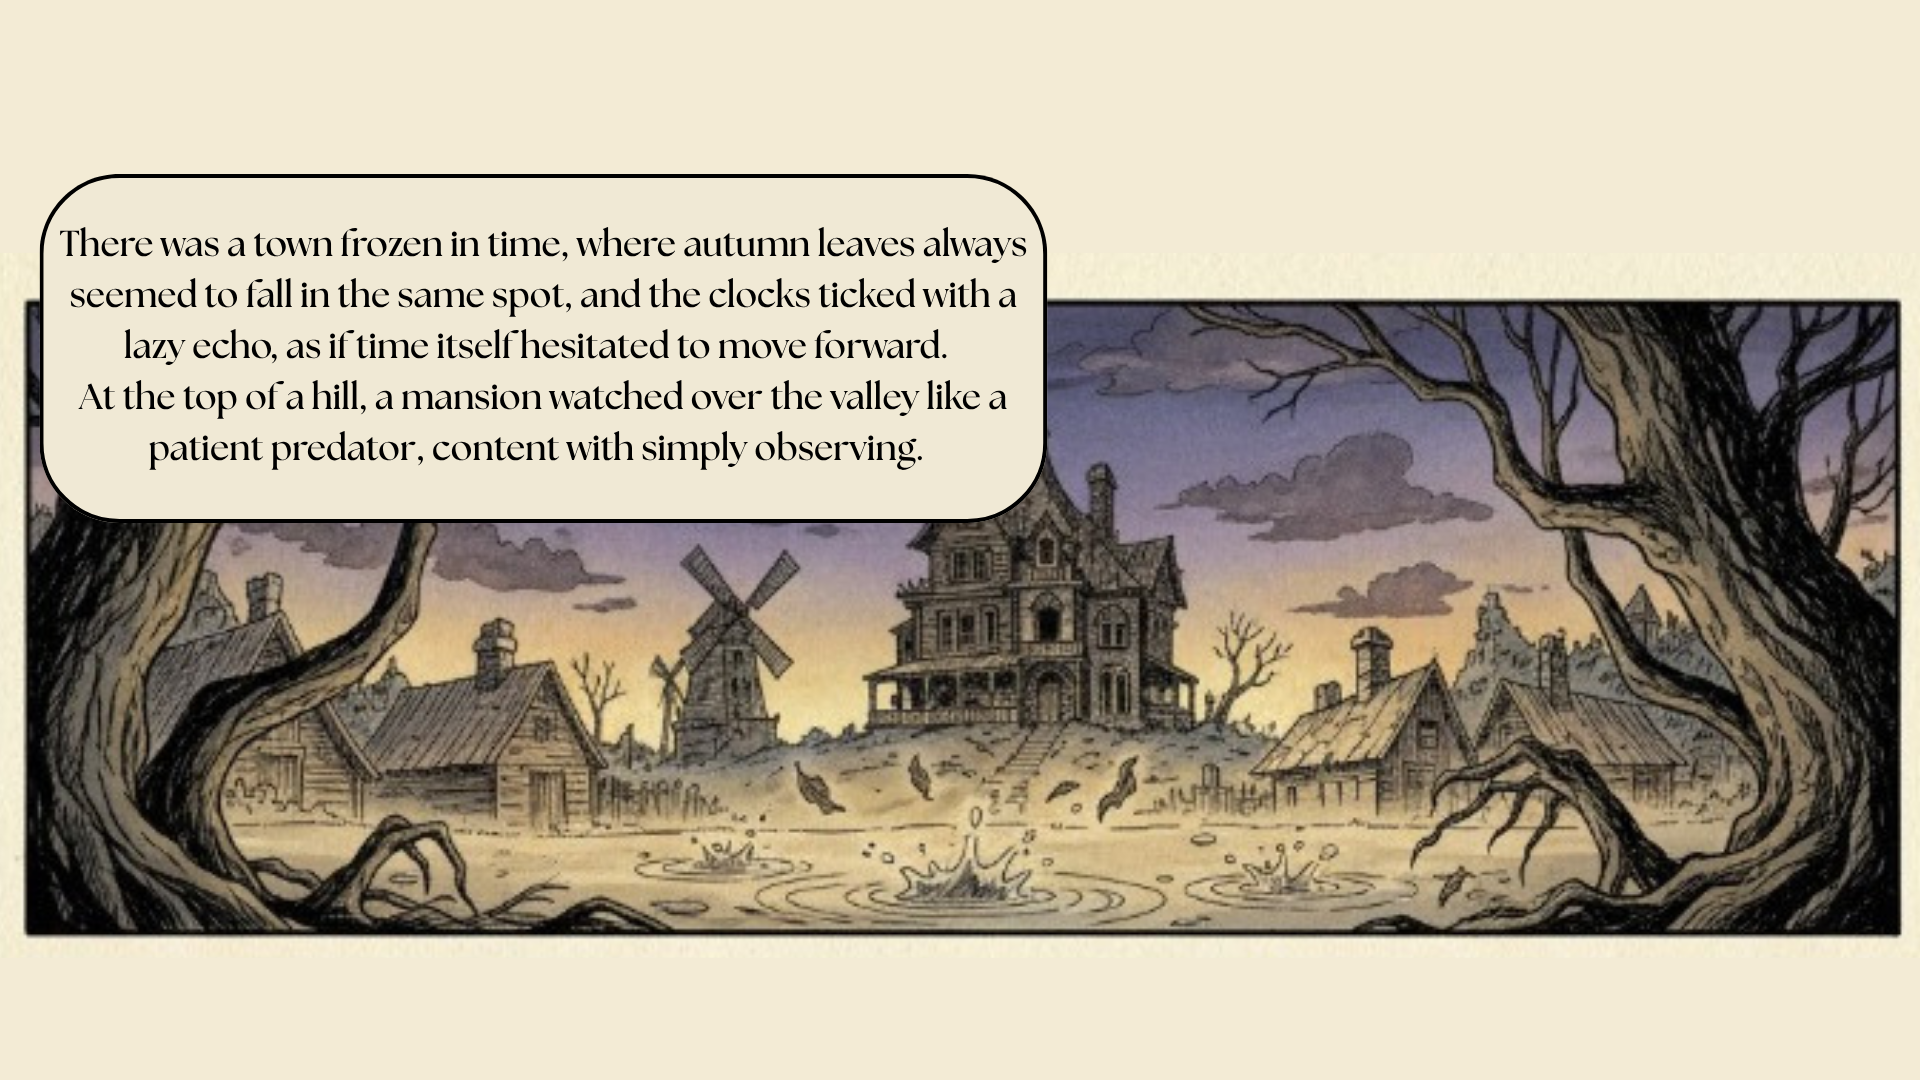 There was a town frozen in time, where autumn leaves always
seemed to fall in the same spot, and the clocks ticked with a
lazy echo, as if time itself hesitated to move forward.
At the top of a hill, a mansion watched over the valley like a
patient predator, content with simply observing.